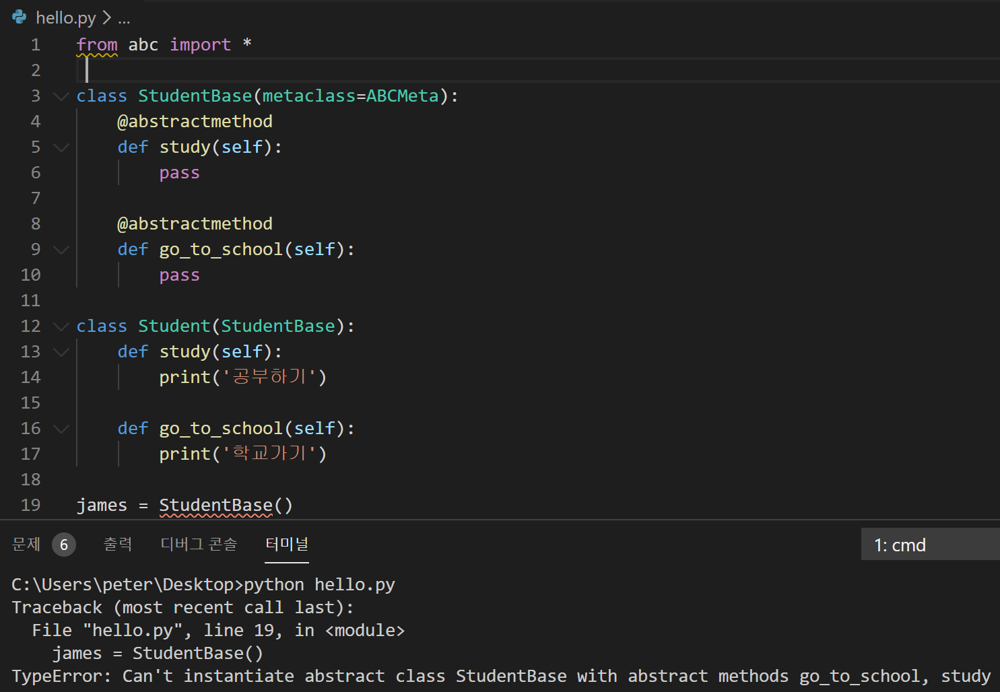 hello.py > ...
1 from abc import *
2
3 class StudentBase(metaclass=ABCMeta):
4     @abstractmethod
5     def study(self):
6         pass
7
8     @abstractmethod
9     def go_to_school(self):
10         pass
11
12 class Student(StudentBase):
13     def study(self):
14         print('공부하기')
15
16     def go_to_school(self):
17         print('학교가기')
18
19 james = StudentBase()
문제 6 출력 디버그 콘솔 터미널 1: cmd
C:\Users\peter\Desktop>python hello.py
Traceback (most recent call last):
  File "hello.py", line 19, in <module>
    james = StudentBase()
TypeError: Can't instantiate abstract class StudentBase with abstract methods go_to_school, study